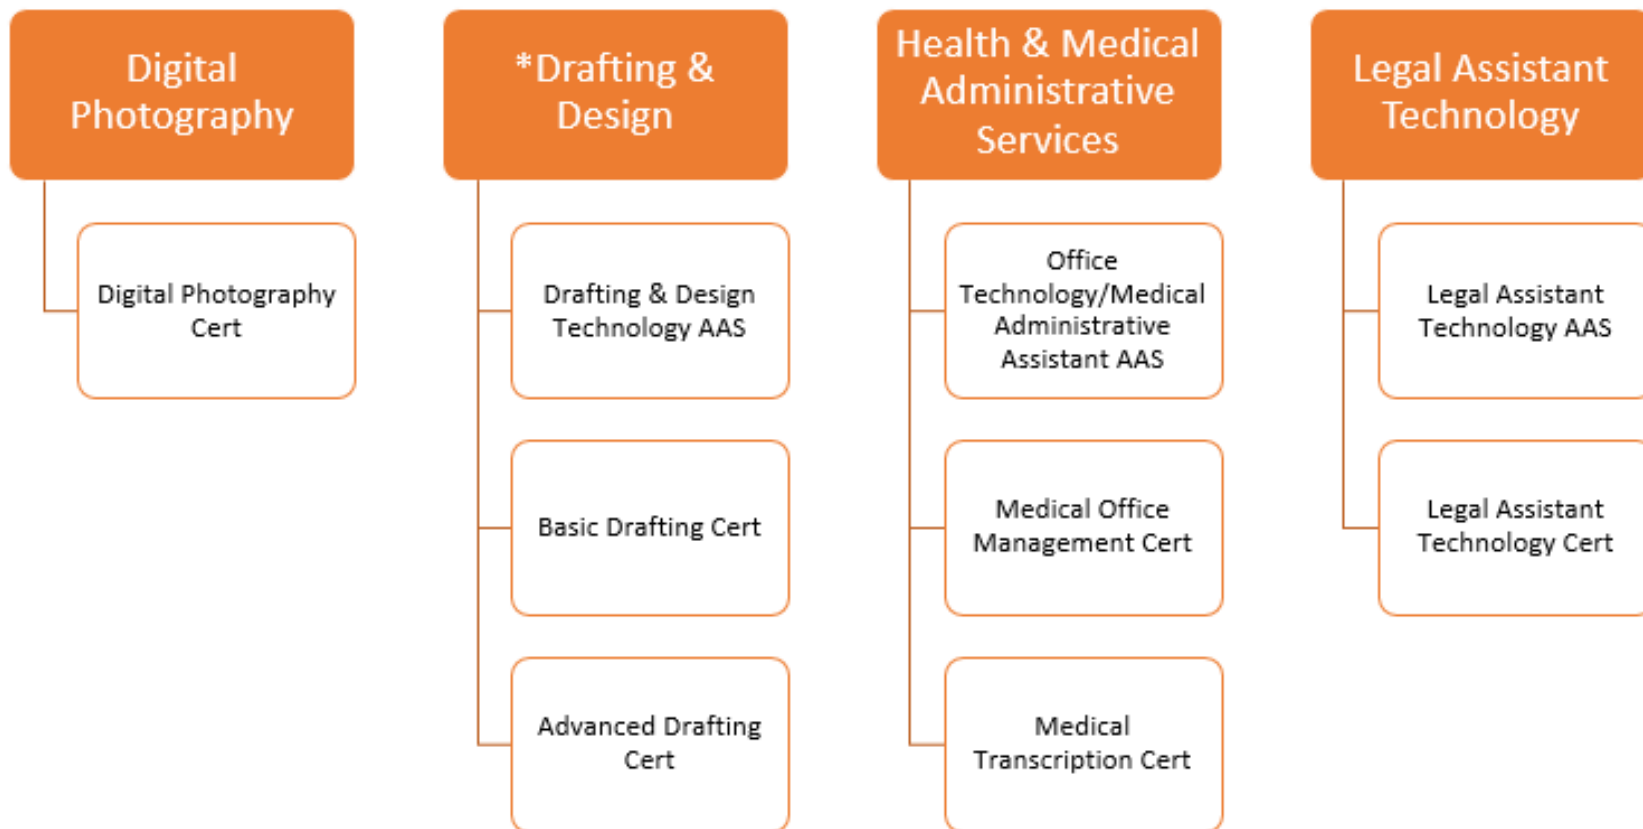 Digital
Photography
Digital Photography
Cert
*Drafting &
Design
Drafting & Design
Technology AAS
Basic Drafting Cert
Advanced Drafting
Cert
Health & Medical
Administrative
Services
Office
Technology/Medical
Administrative
Assistant AAS
Medical Office
Management Cert
Medical
Transcription Cert
Legal Assistant
Technology
Legal Assistant
Technology AAS
Legal Assistant
Technology Cert